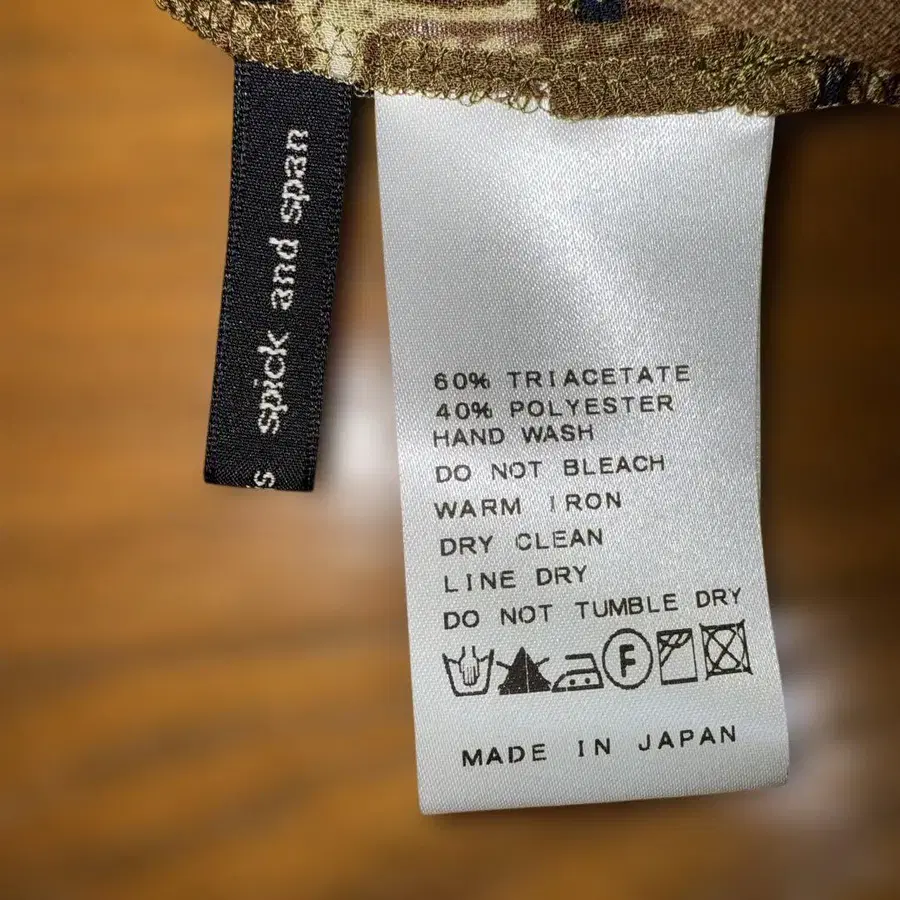 spick and span
60% TRIACETATE
40% POLYESTER
HAND WASH
DO NOT BLEACH
WARM IRON
DRY CLEAN
LINE DRY
DO NOT TUMBLE DRY
F
MADE IN JAPAN